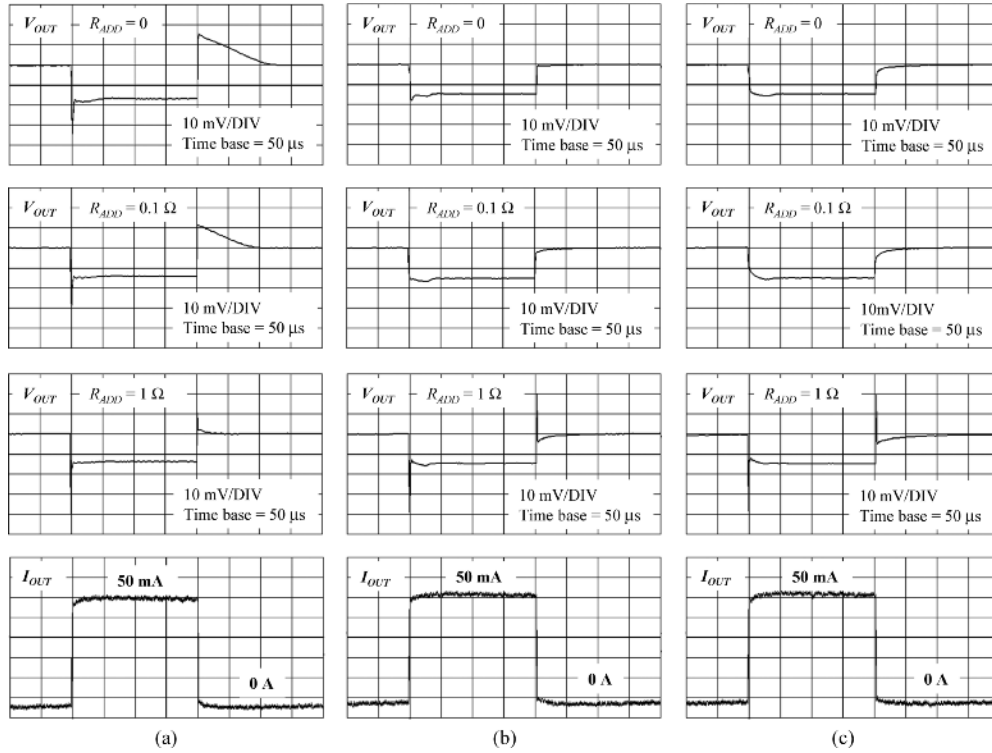 V_OUT R_ADD = 0
10 mV/DIV
Time base = 50 μs
V_OUT R_ADD = 0
10 mV/DIV
Time base = 50 μs
V_OUT R_ADD = 0
10 mV/DIV
Time base = 50 μs
V_OUT R_ADD = 0.1 Ω
10 mV/DIV
Time base = 50 μs
V_OUT R_ADD = 0.1 Ω
10 mV/DIV
Time base = 50 μs
V_OUT R_ADD = 0.1 Ω
10mV/DIV
Time base = 50 μs
V_OUT R_ADD = 1 Ω
10 mV/DIV
Time base = 50 μs
V_OUT R_ADD = 1 Ω
10 mV/DIV
Time base = 50 μs
V_OUT R_ADD = 1 Ω
10 mV/DIV
Time base = 50 μs
I_OUT 50 mA
0 A
I_OUT 50 mA
0 A
I_OUT 50 mA
0 A
(a) (b) (c)